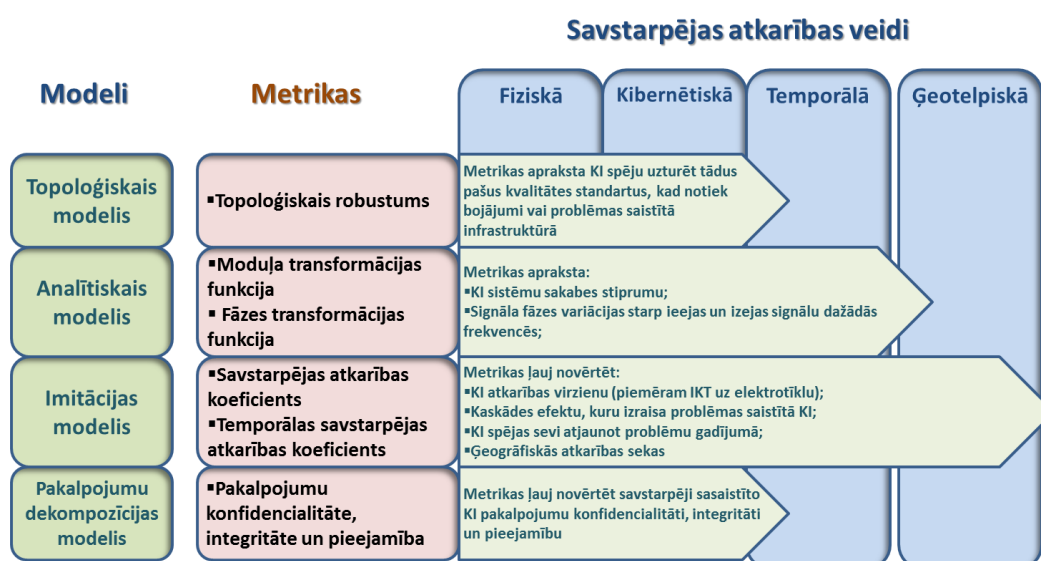 Savstarpējas atkarības veidi
Modeli
Metrikas
Fiziskā
Kibernētiskā
Temporālā
Ģeotelpiskā
Topoloģiskais
modelis
▪Topoloģiskais robustums
Metrikas apraksta KI spēju uzturēt tādus
pašus kvalitātes standartus, kad notiek
bojājumi vai problēmas saistītā
infrastruktūrā
Analītiskais
modelis
▪Moduļa transformācijas
funkcija
▪ Fāzes transformācijas
funkcija
Metrikas apraksta:
▪KI sistēmu sakabes stiprumu;
▪Signāla fāzes variācijas starp ieejas un izejas signālu dažādās
frekvencēs;
Imitācijas
modelis
▪Savstarpējas atkarības
koeficients
▪Temporālas savstarpējas
atkarības koeficients
Metrikas ļauj novērtēt:
▪KI atkarības virzienu (piemēram IKT uz elektrotīklu);
▪Kaskādes efektu, kuru izraisa problēmas saistītā KI;
▪KI spējas sevi atjaunot problēmu gadījumā;
▪Ģeogrāfiskās atkarības sekas
Pakalpojumu
dekompozīcijas
modelis
▪Pakalpojumu
konfidencialitāte,
integritāte un pieejamība
Metrikas ļauj novērtēt savstarpēji sasaistīto
KI pakalpojumu konfidencialitāti, integritāti
un pieejamību